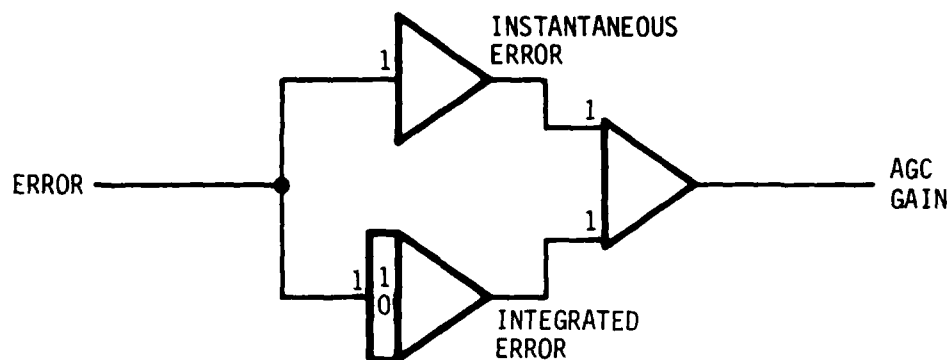 INSTANTANEOUS
ERROR
1
1
ERROR
AGC
GAIN
1
1
1
0
INTEGRATED
ERROR